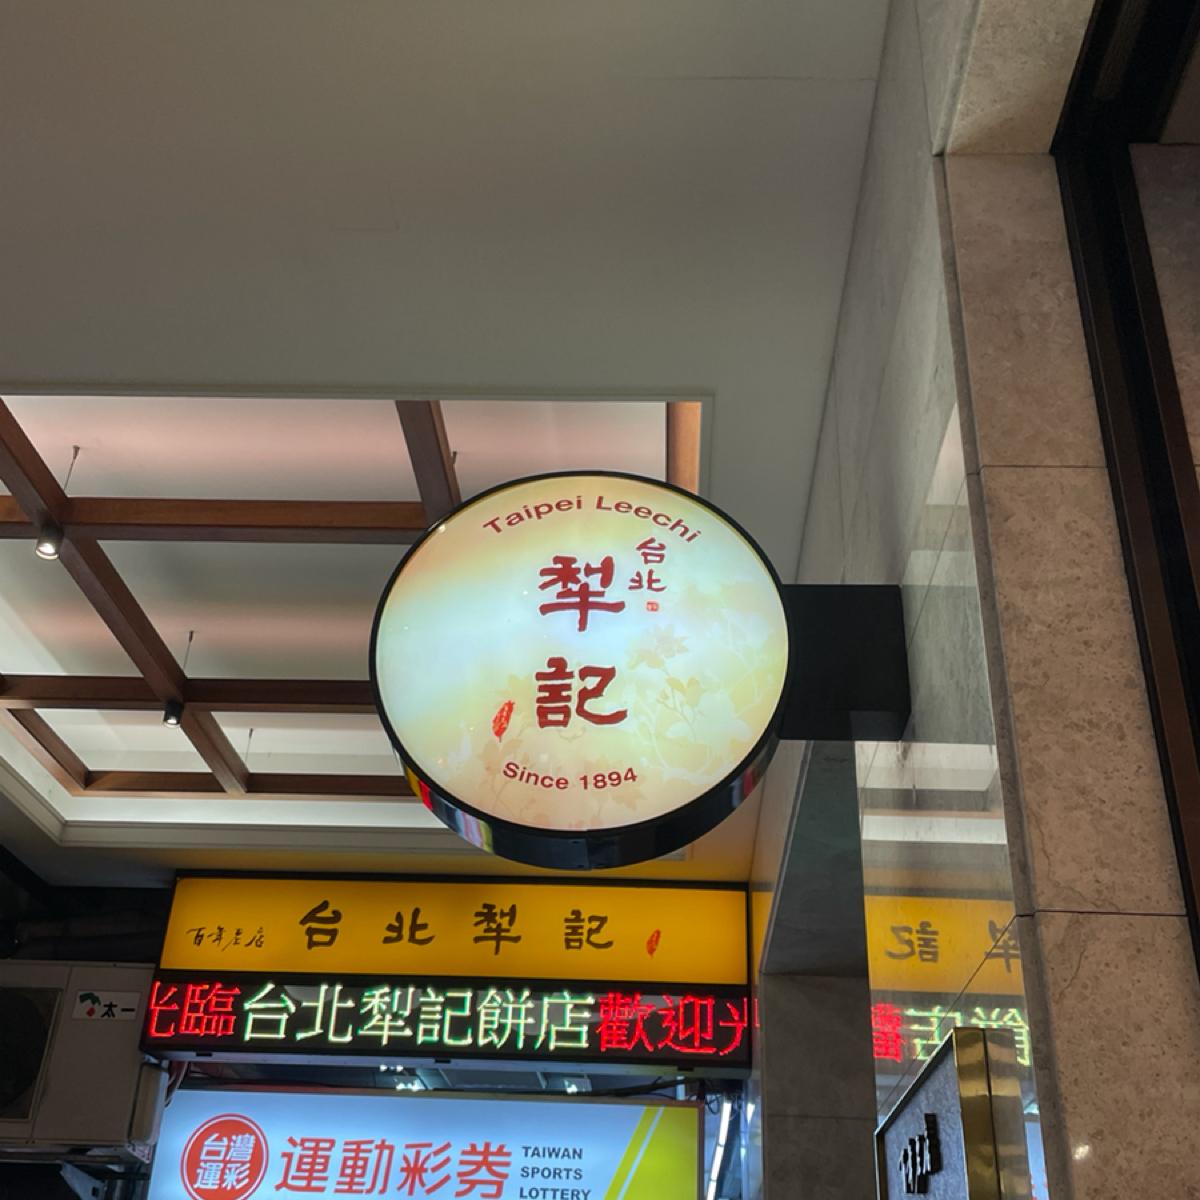 Taipei Leechi
台北
犁記
Since 1894
百年老店 台北犁記
光臨台北犁記餅店歡迎光
太一
台灣運彩
運動彩券
TAIWAN
SPORTS
LOTTERY